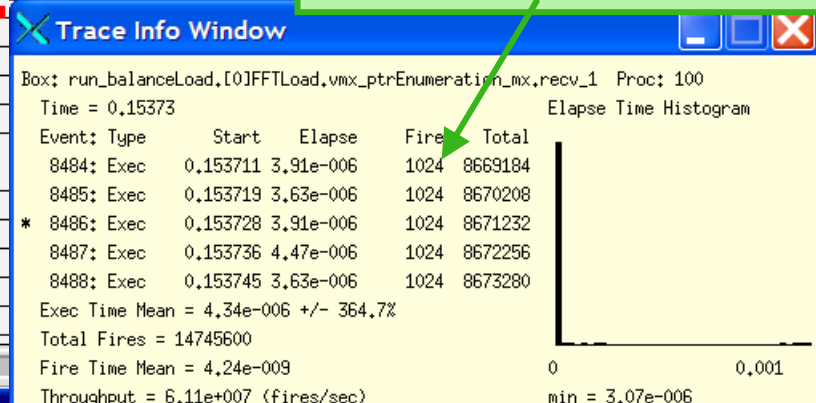 Trace Info Window
Box: run_balanceLoad.[0]FFTLoad.vmx_ptrEnumeration_mx.recv_1 Proc: 100
Time = 0.15373 Elapse Time Histogram
Event: Type Start Elapse Fire Total
8484: Exec 0.153711 3.91e-006 1024 8669184
8485: Exec 0.153719 3.63e-006 1024 8670208
* 8486: Exec 0.153728 3.91e-006 1024 8671232
8487: Exec 0.153736 4.47e-006 1024 8672256
8488: Exec 0.153745 3.63e-006 1024 8673280
Exec Time Mean = 4.34e-006 +/- 364.7%
Total Fires = 14745600
Fire Time Mean = 4.24e-009 0 0.001
Throughput = 6.11e+007 (fires/sec) min = 3.07e-006